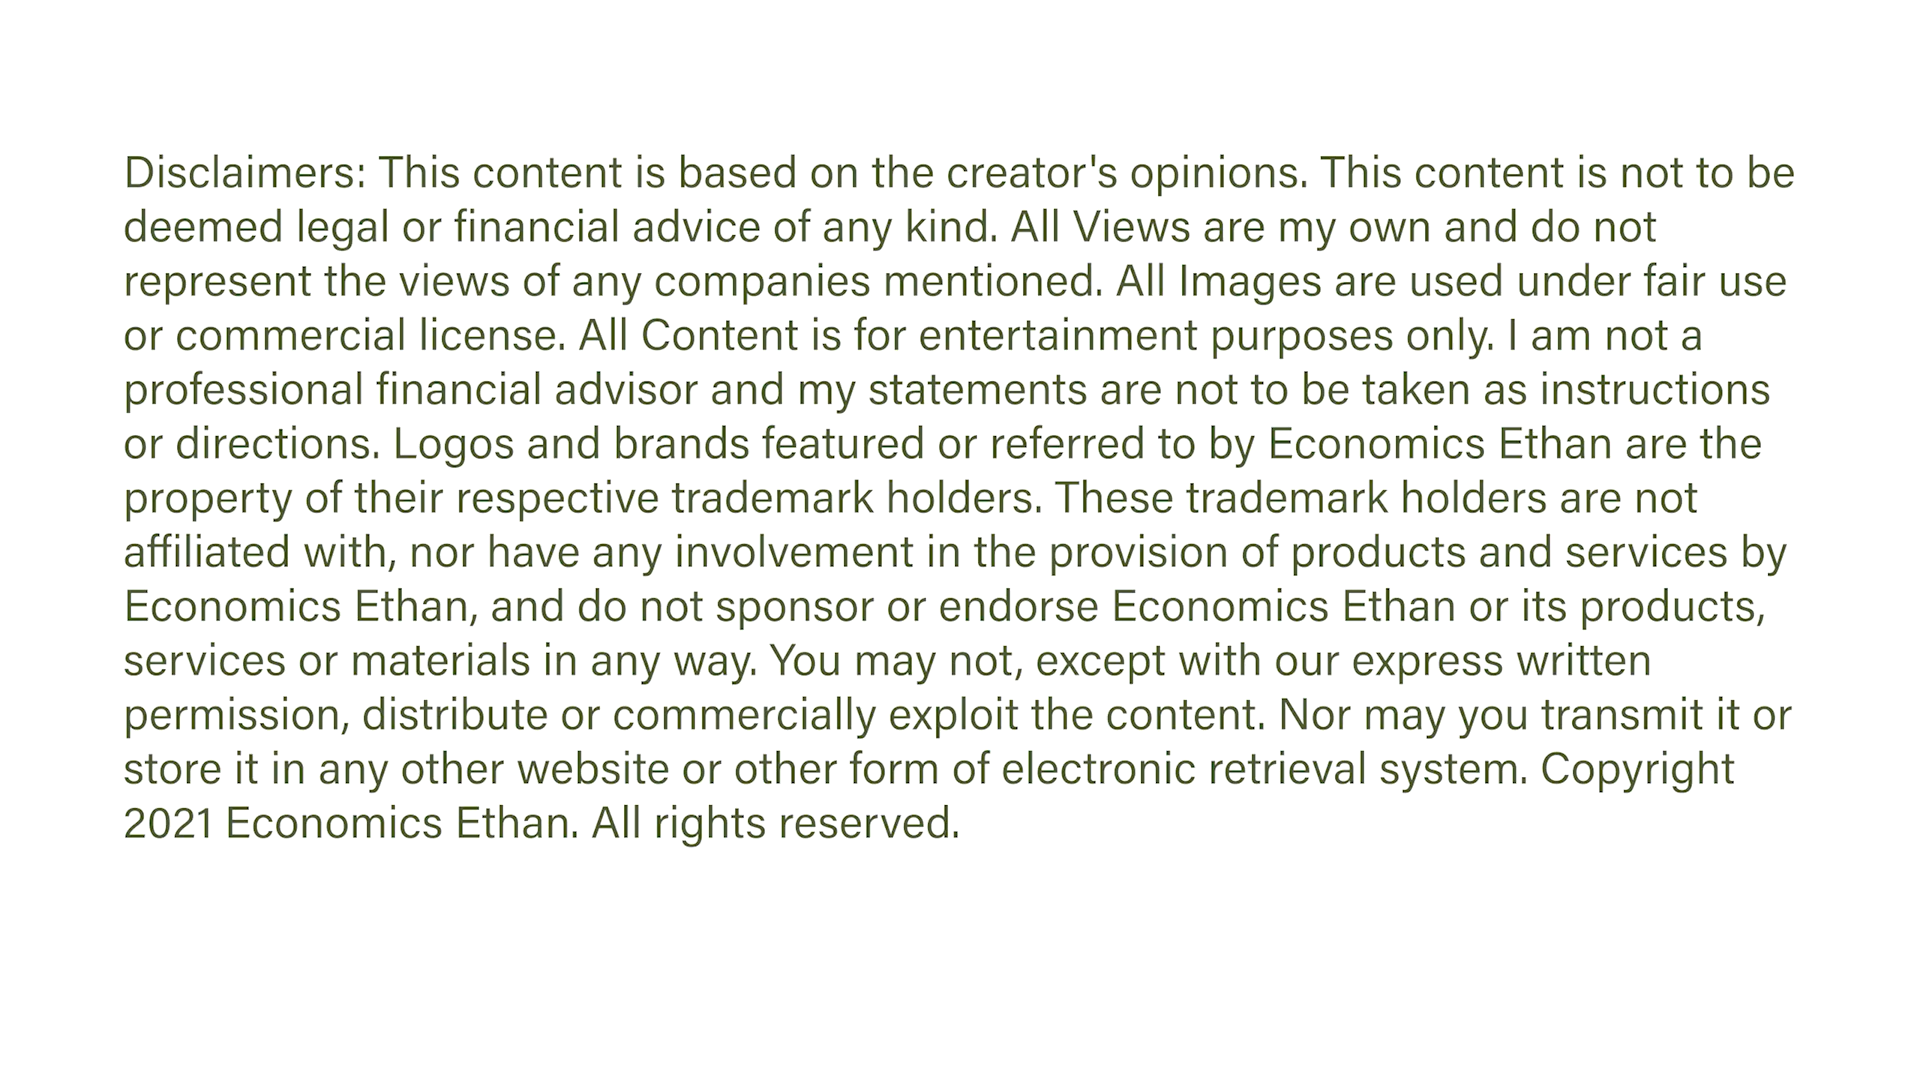 Disclaimers: This content is based on the creator's opinions. This content is not to be
deemed legal or financial advice of any kind. All Views are my own and do not
represent the views of any companies mentioned. All Images are used under fair use
or commercial license. All Content is for entertainment purposes only. I am not a
professional financial advisor and my statements are not to be taken as instructions
or directions. Logos and brands featured or referred to by Economics Ethan are the
property of their respective trademark holders. These trademark holders are not
affiliated with, nor have any involvement in the provision of products and services by
Economics Ethan, and do not sponsor or endorse Economics Ethan or its products,
services or materials in any way. You may not, except with our express written
permission, distribute or commercially exploit the content. Nor may you transmit it or
store it in any other website or other form of electronic retrieval system. Copyright
2021 Economics Ethan. All rights reserved.